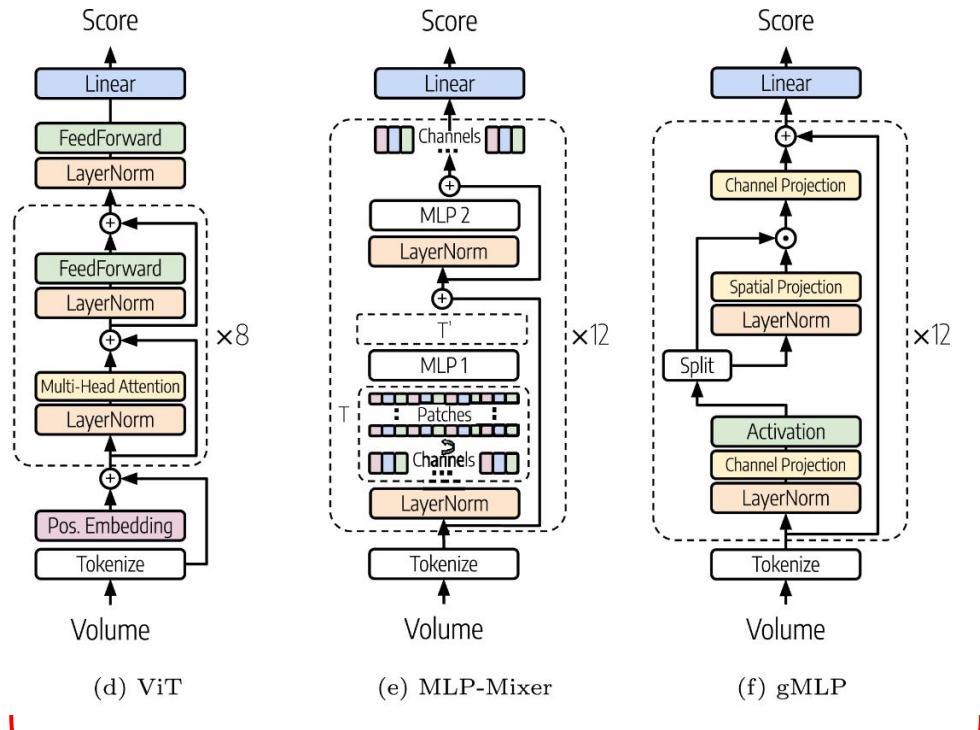 Score
Linear
FeedForward
LayerNorm
FeedForward
LayerNorm
×8
Multi-Head Attention
LayerNorm
Pos. Embedding
Tokenize
Volume
(d) ViT
Score
Linear
Channels
MLP 2
LayerNorm
T'
×12
MLP 1
T
Patches
Channels
LayerNorm
Tokenize
Volume
(e) MLP-Mixer
Score
Linear
Channel Projection
Spatial Projection
LayerNorm
×12
Split
Activation
Channel Projection
LayerNorm
Tokenize
Volume
(f) gMLP